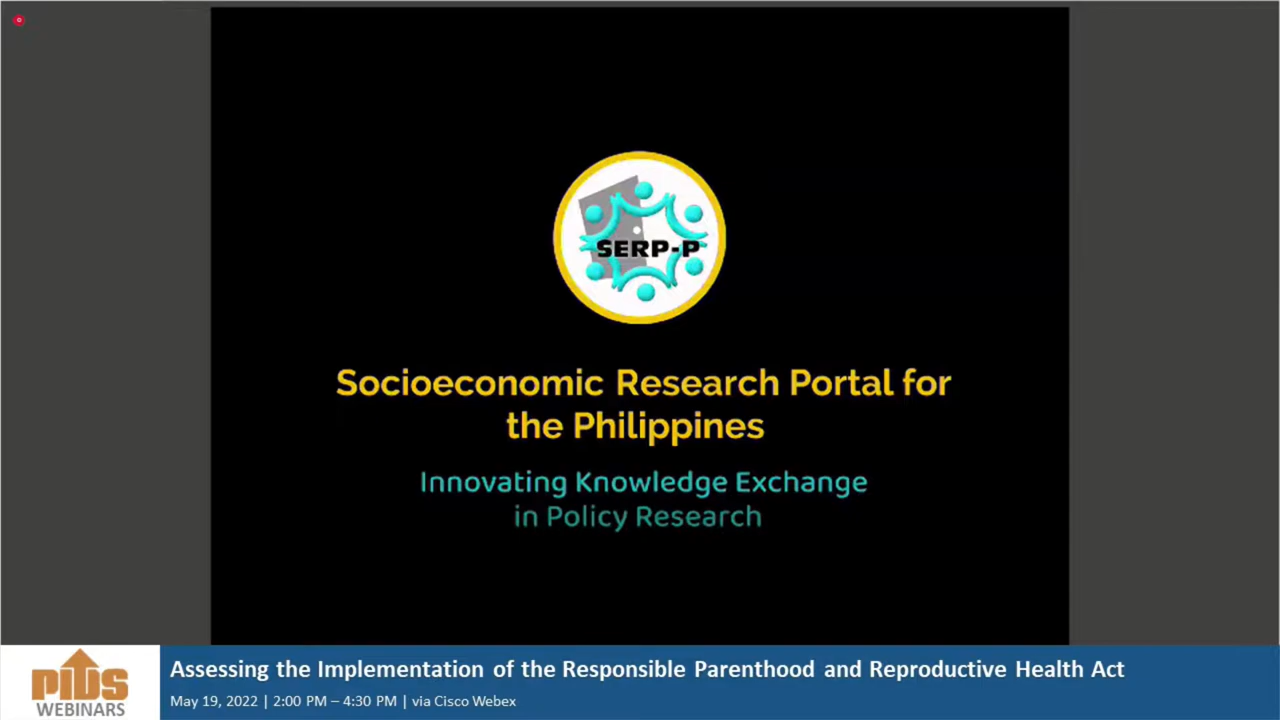 SERP-P
Socioeconomic Research Portal for
the Philippines
Innovating Knowledge Exchange
in Policy Research
PIDS
WEBINARS
Assessing the Implementation of the Responsible Parenthood and Reproductive Health Act
May 19, 2022 | 2:00 PM – 4:30 PM | via Cisco Webex